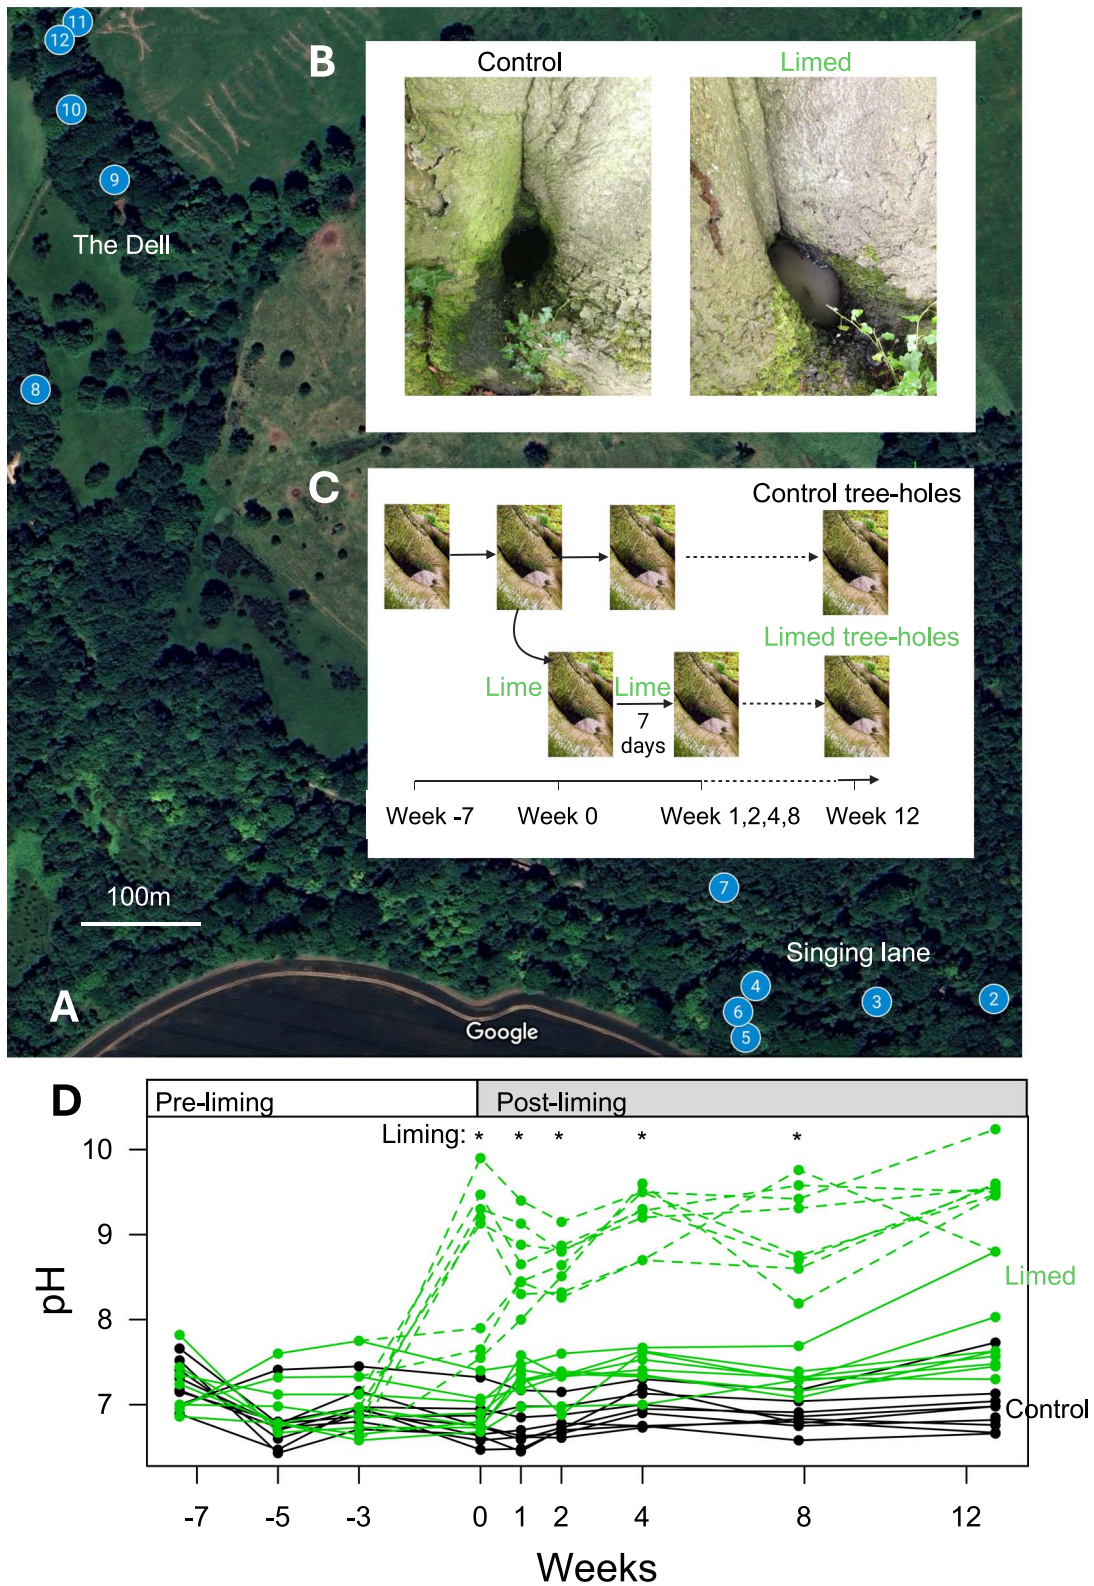 11
12
10
9
The Dell
8
100m
A
Google
7
Singing lane
4
3
2
6
5
B
Control
Limed
C
Control tree-holes
Limed tree-holes
Lime
Lime
7
days
Week -7
Week 0
Week 1,2,4,8
Week 12
D
Pre-liming
Post-liming
Liming: * * * * *
10
9
8
7
pH
Limed
Control
-7
-5
-3
0
1
2
4
8
12
Weeks